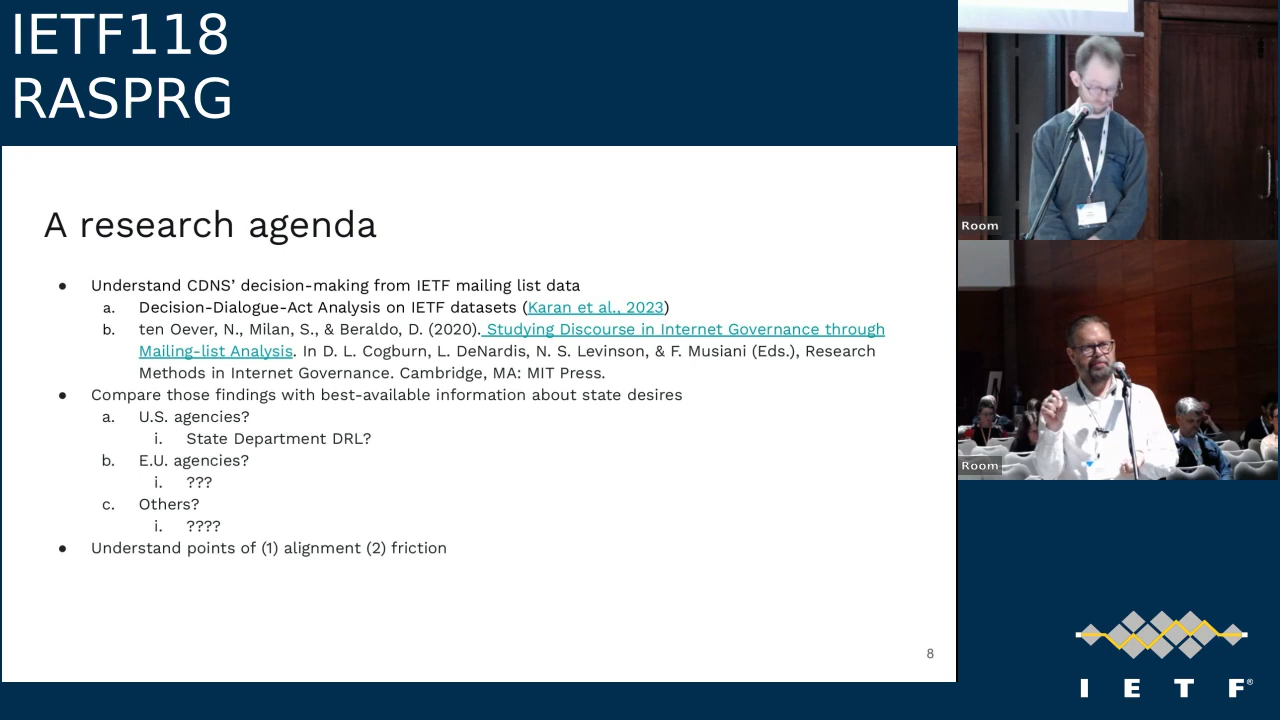 IETF118
RASPRG
A research agenda
● Understand CDNS’ decision-making from IETF mailing list data
a. Decision-Dialogue-Act Analysis on IETF datasets (Karan et al., 2023)
b. ten Oever, N., Milan, S., & Beraldo, D. (2020). Studying Discourse in Internet Governance through
Mailing-list Analysis. In D. L. Cogburn, L. DeNardis, N. S. Levinson, & F. Musiani (Eds.), Research
Methods in Internet Governance. Cambridge, MA: MIT Press.
● Compare those findings with best-available information about state desires
a. U.S. agencies?
i. State Department DRL?
b. E.U. agencies?
i. ???
c. Others?
i. ????
● Understand points of (1) alignment (2) friction
8
Room
Room
I E T F®